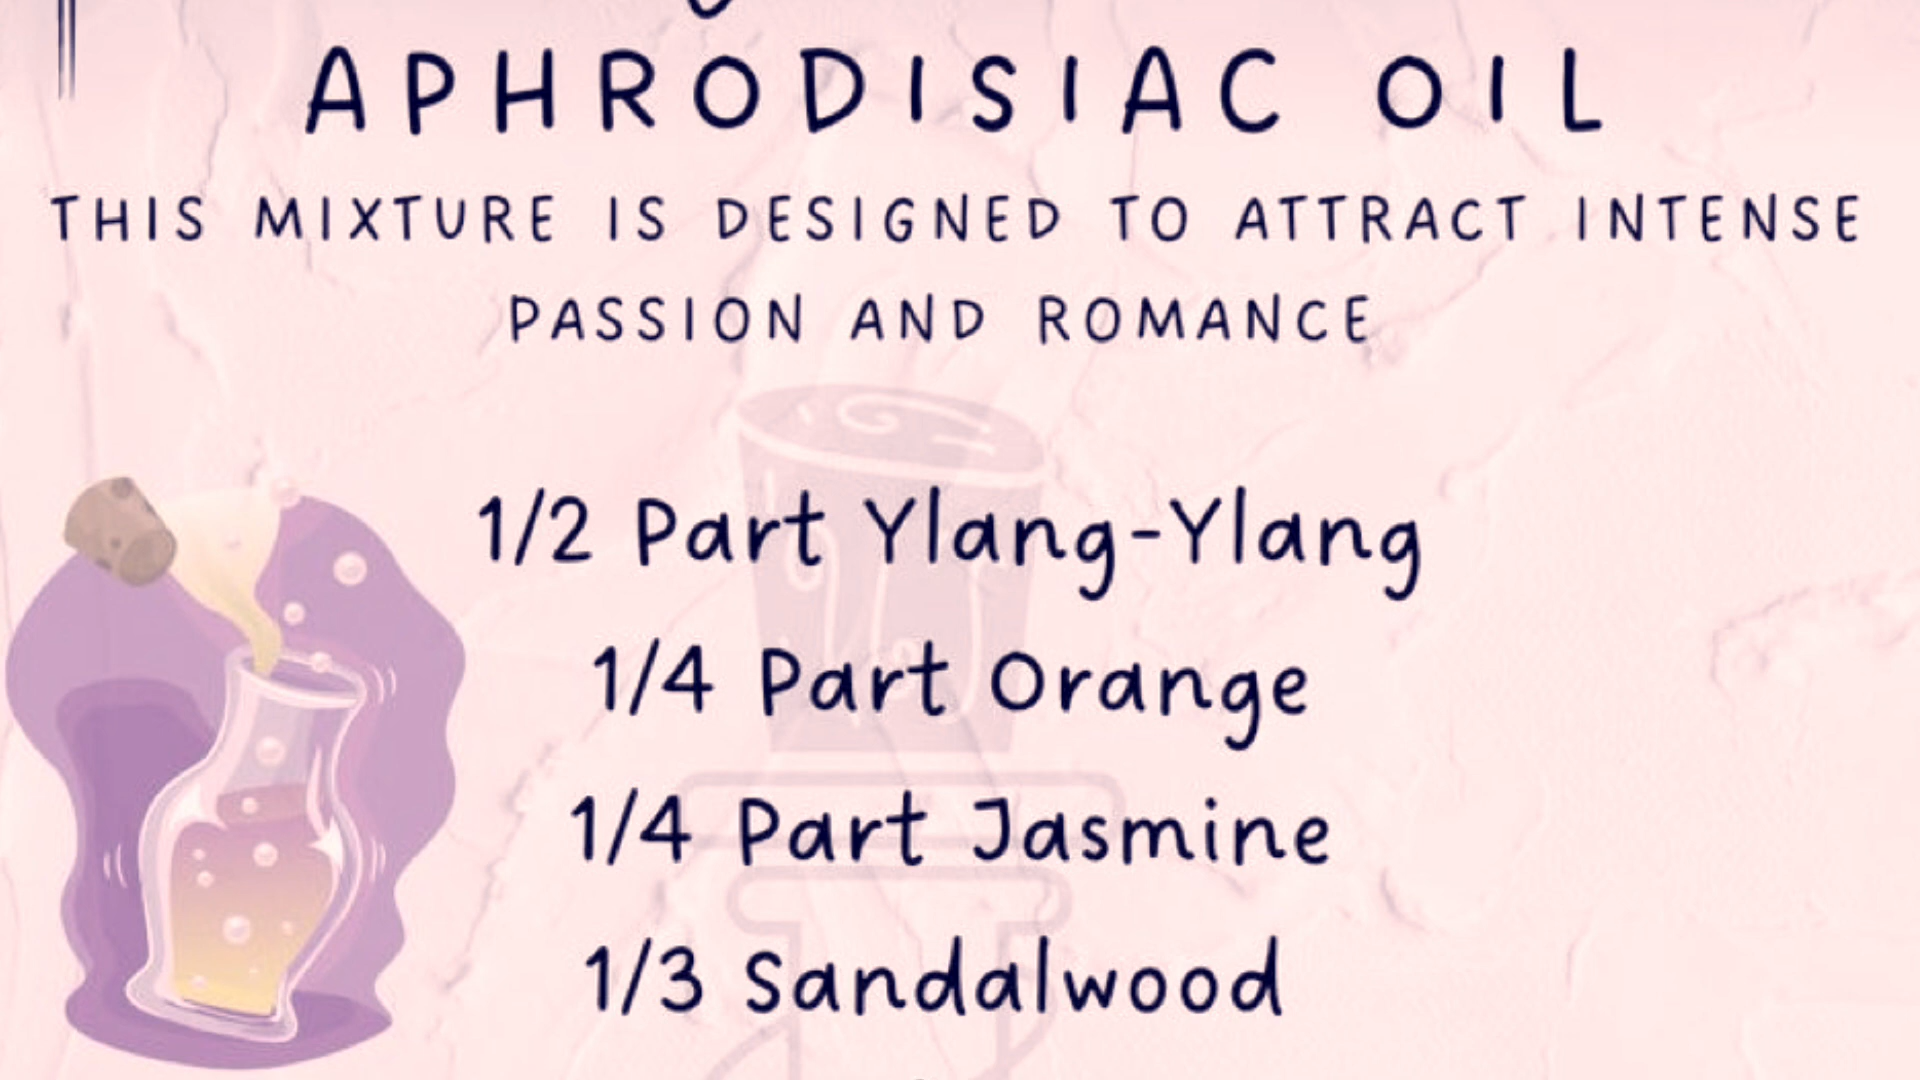 APHRODISIAC OIL
THIS MIXTURE IS DESIGNED TO ATTRACT INTENSE
PASSION AND ROMANCE
1/2 Part Ylang-Ylang
1/4 Part Orange
1/4 Part Jasmine
1/3 Sandalwood